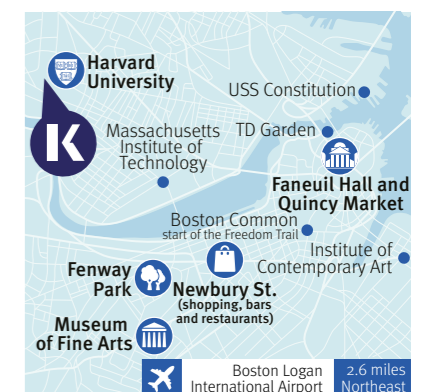 Harvard
University
USS Constitution
K
Massachusetts
Institute of
Technology
TD Garden
Faneuil Hall and
Quincy Market
Boston Common
start of the Freedom Trail
Institute of
Contemporary Art
Fenway
Park
Newbury St.
(shopping, bars
and restaurants)
Museum
of Fine Arts
Boston Logan
International Airport
2.6 miles
Northeast